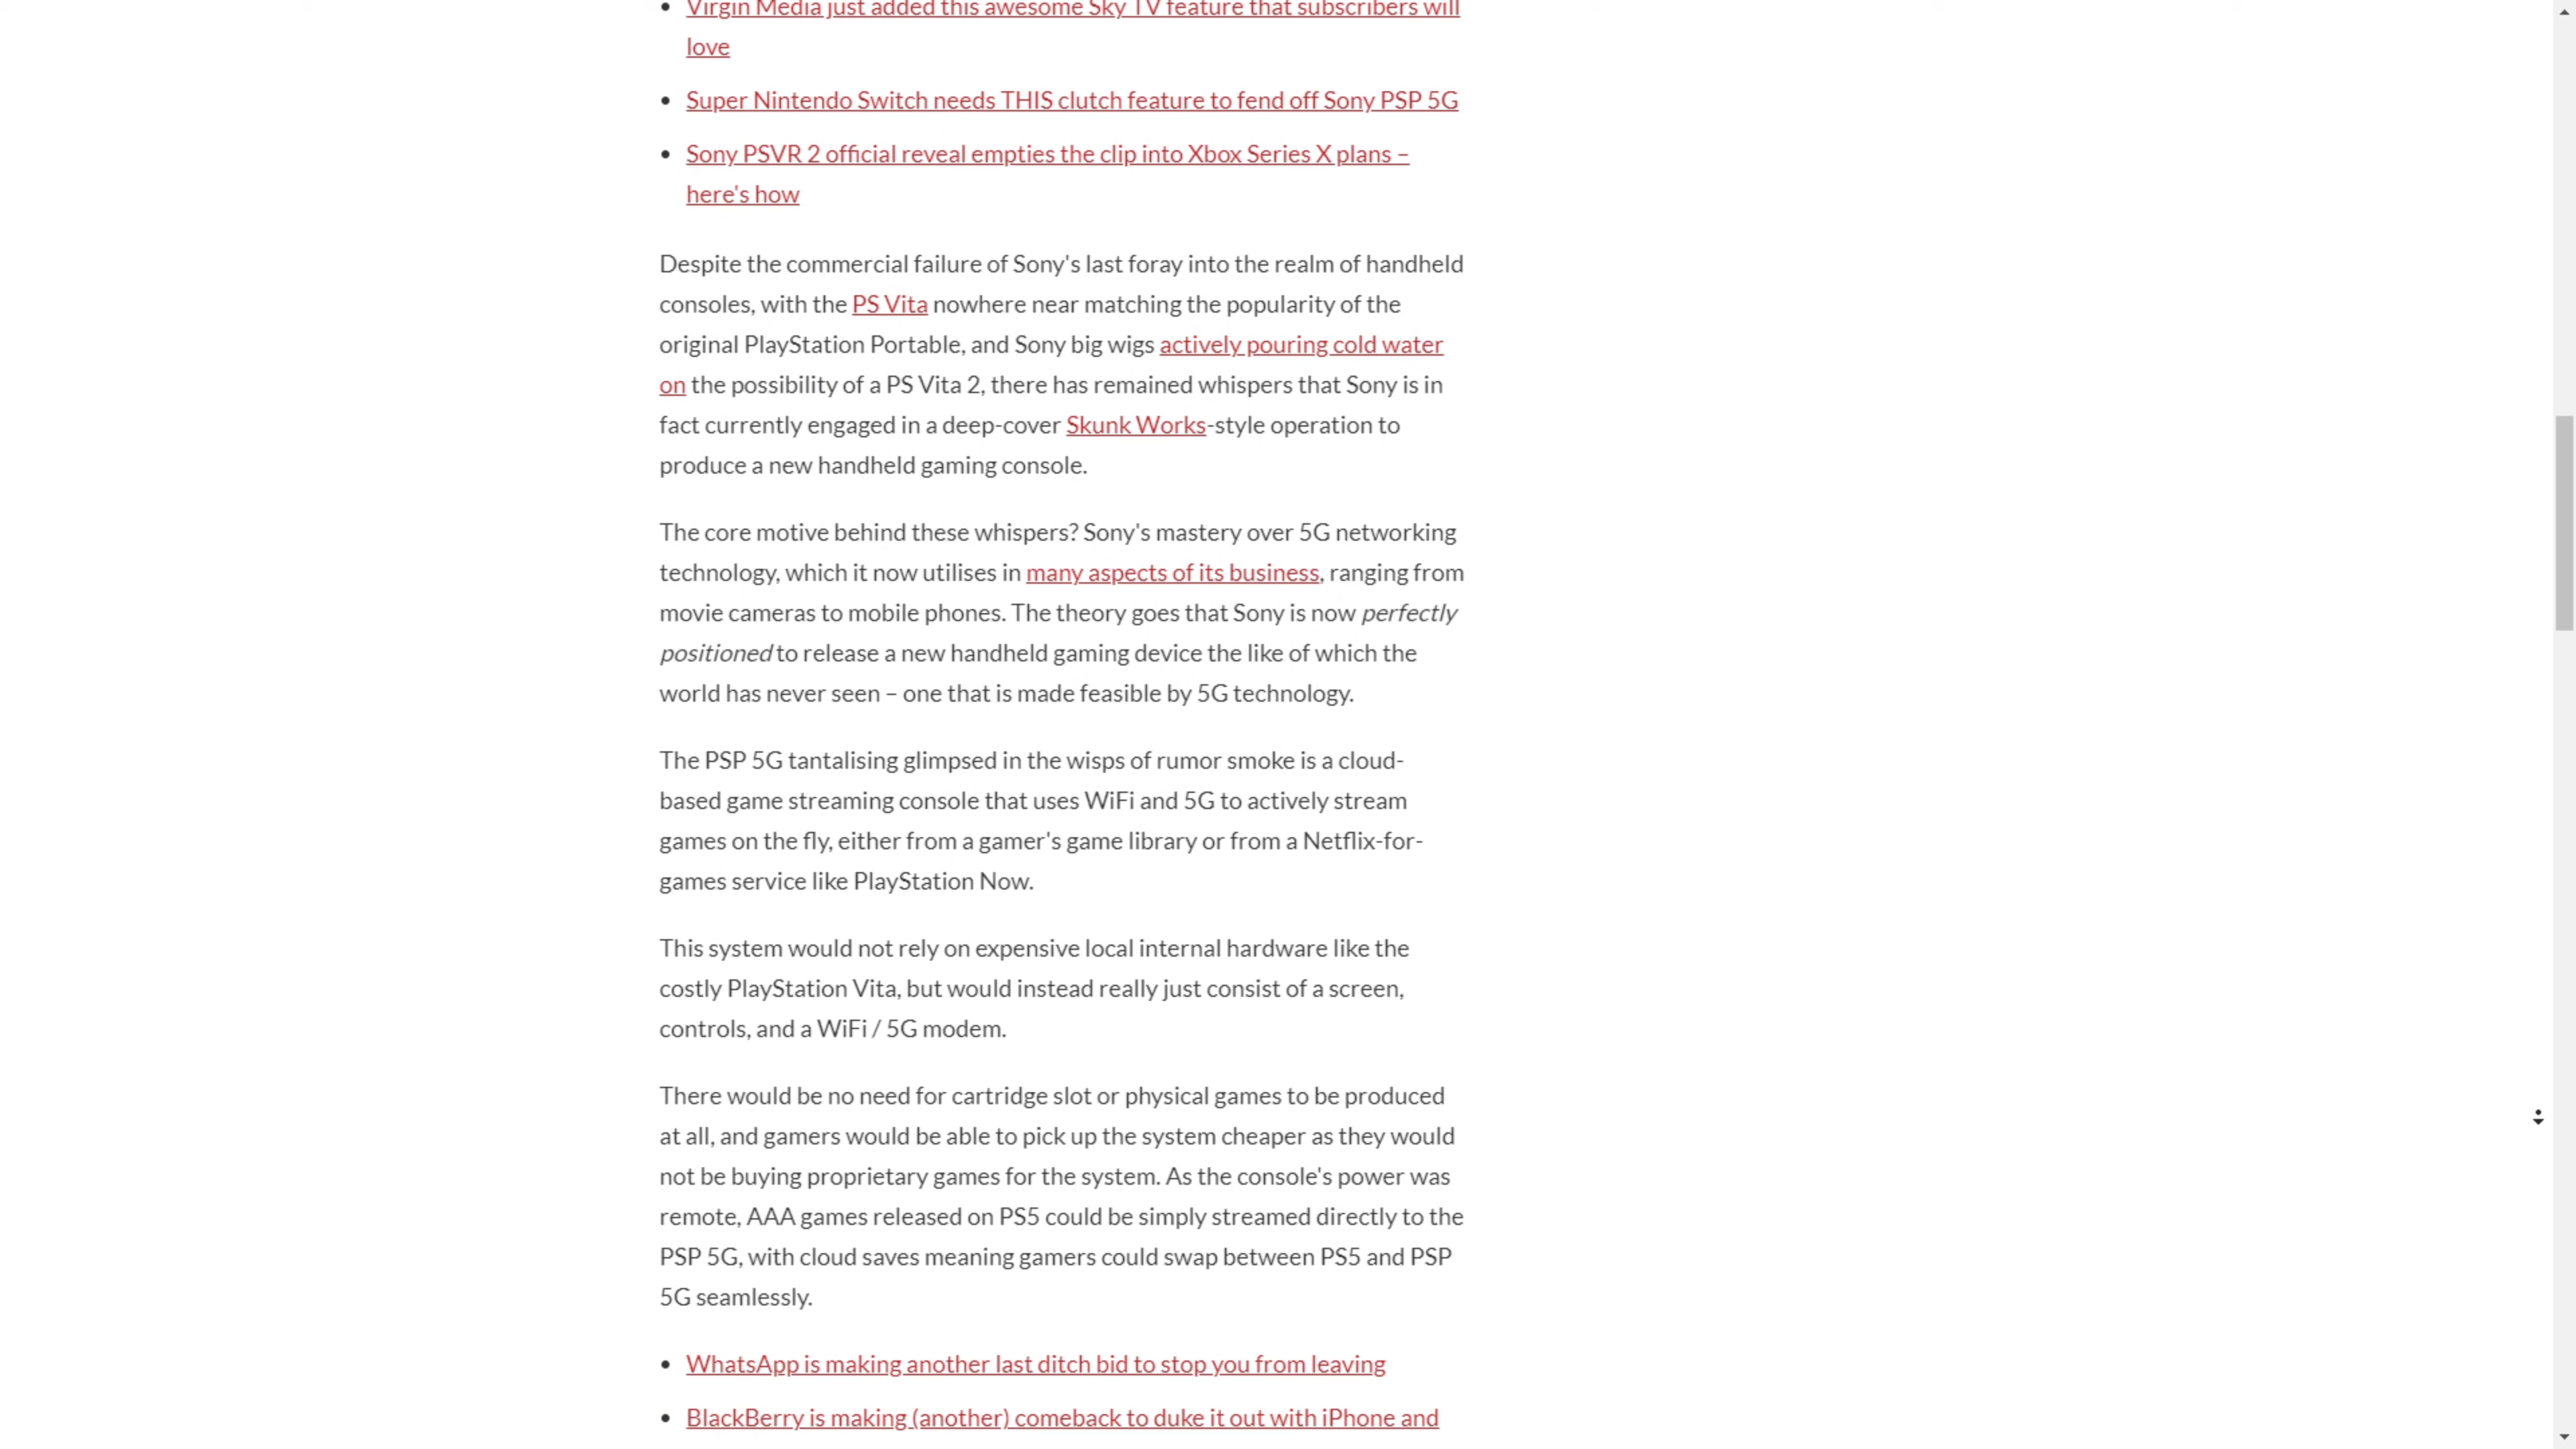 Virgin Media just added this awesome Sky TV feature that subscribers will
love
Super Nintendo Switch needs THIS clutch feature to fend off Sony PSP 5G
Sony PSVR 2 official reveal empties the clip into Xbox Series X plans –
here's how
Despite the commercial failure of Sony's last foray into the realm of handheld
consoles, with the PS Vita nowhere near matching the popularity of the
original PlayStation Portable, and Sony big wigs actively pouring cold water
on the possibility of a PS Vita 2, there has remained whispers that Sony is in
fact currently engaged in a deep-cover Skunk Works-style operation to
produce a new handheld gaming console.
The core motive behind these whispers? Sony's mastery over 5G networking
technology, which it now utilises in many aspects of its business, ranging from
movie cameras to mobile phones. The theory goes that Sony is now perfectly
positioned to release a new handheld gaming device the like of which the
world has never seen – one that is made feasible by 5G technology.
The PSP 5G tantalising glimpsed in the wisps of rumor smoke is a cloud-
based game streaming console that uses WiFi and 5G to actively stream
games on the fly, either from a gamer's game library or from a Netflix-for-
games service like PlayStation Now.
This system would not rely on expensive local internal hardware like the
costly PlayStation Vita, but would instead really just consist of a screen,
controls, and a WiFi / 5G modem.
There would be no need for cartridge slot or physical games to be produced
at all, and gamers would be able to pick up the system cheaper as they would
not be buying proprietary games for the system. As the console's power was
remote, AAA games released on PS5 could be simply streamed directly to the
PSP 5G, with cloud saves meaning gamers could swap between PS5 and PSP
5G seamlessly.
WhatsApp is making another last ditch bid to stop you from leaving
BlackBerry is making (another) comeback to duke it out with iPhone and